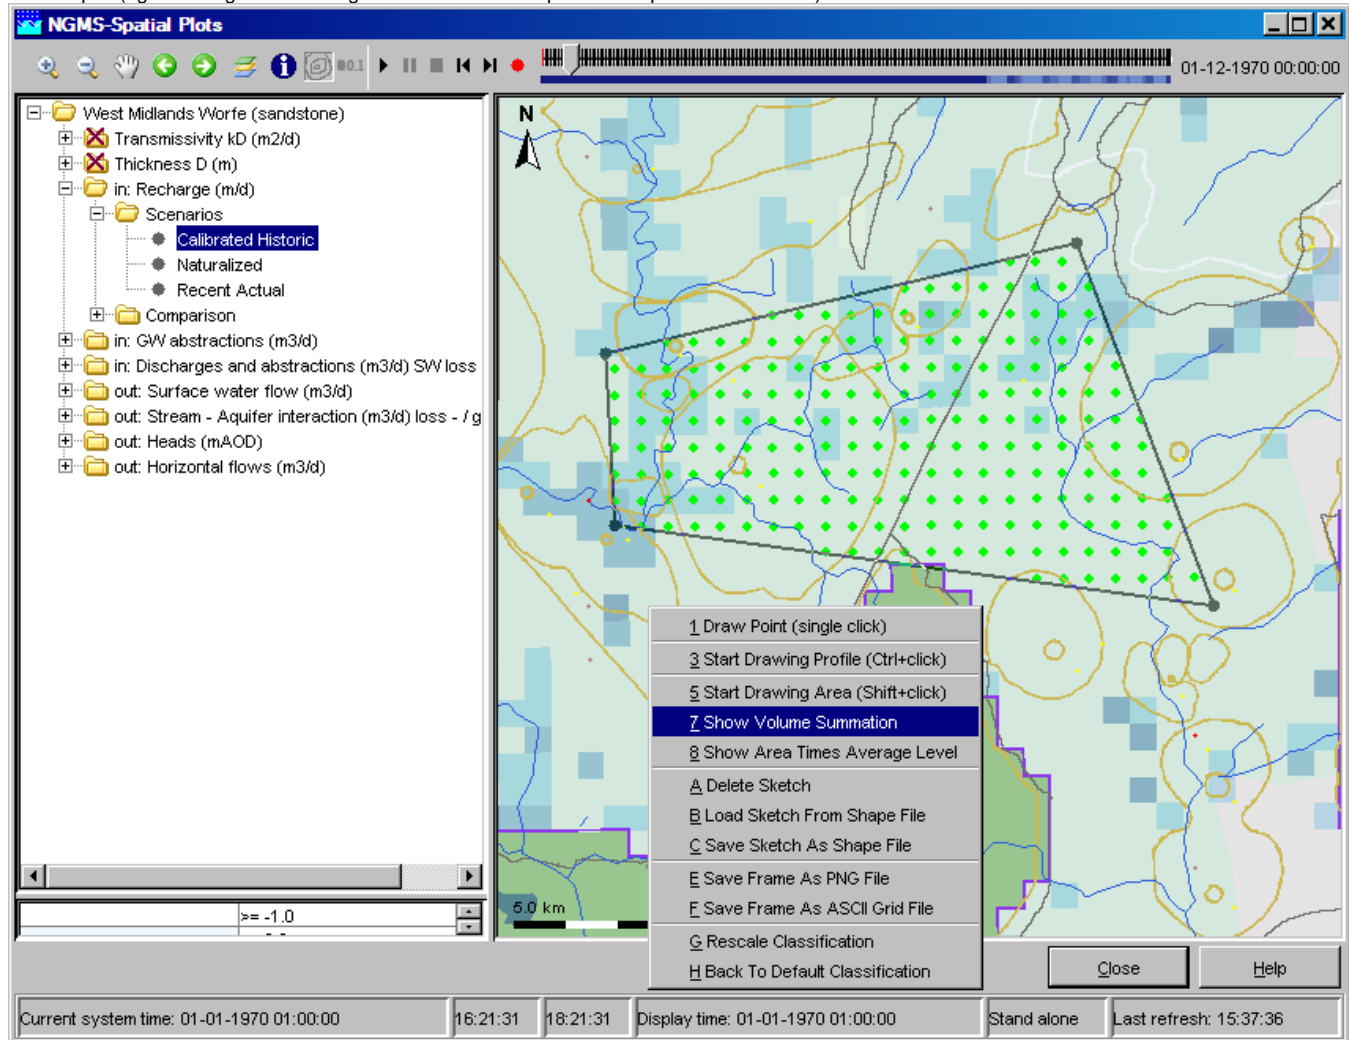 NGMS-Spatial Plots
0.1
01-12-1970 00:00:00
West Midlands Worfe (sandstone)
Transmissivity kD (m2/d)
Thickness D (m)
in: Recharge (m/d)
Scenarios
Calibrated Historic
Naturalized
Recent Actual
Comparison
in: GW abstractions (m3/d)
in: Discharges and abstractions (m3/d) SW loss
out: Surface water flow (m3/d)
out: Stream - Aquifer interaction (m3/d) loss - / g
out: Heads (mAOD)
out: Horizontal flows (m3/d)
>= -1.0
N
5.0 km
1 Draw Point (single click)
3 Start Drawing Profile (Ctrl+click)
5 Start Drawing Area (Shift+click)
7 Show Volume Summation
8 Show Area Times Average Level
A Delete Sketch
B Load Sketch From Shape File
C Save Sketch As Shape File
E Save Frame As PNG File
F Save Frame As ASCII Grid File
G Rescale Classification
H Back To Default Classification
Close
Help
Current system time: 01-01-1970 01:00:00
16:21:31
18:21:31
Display time: 01-01-1970 01:00:00
Stand alone
Last refresh: 15:37:36